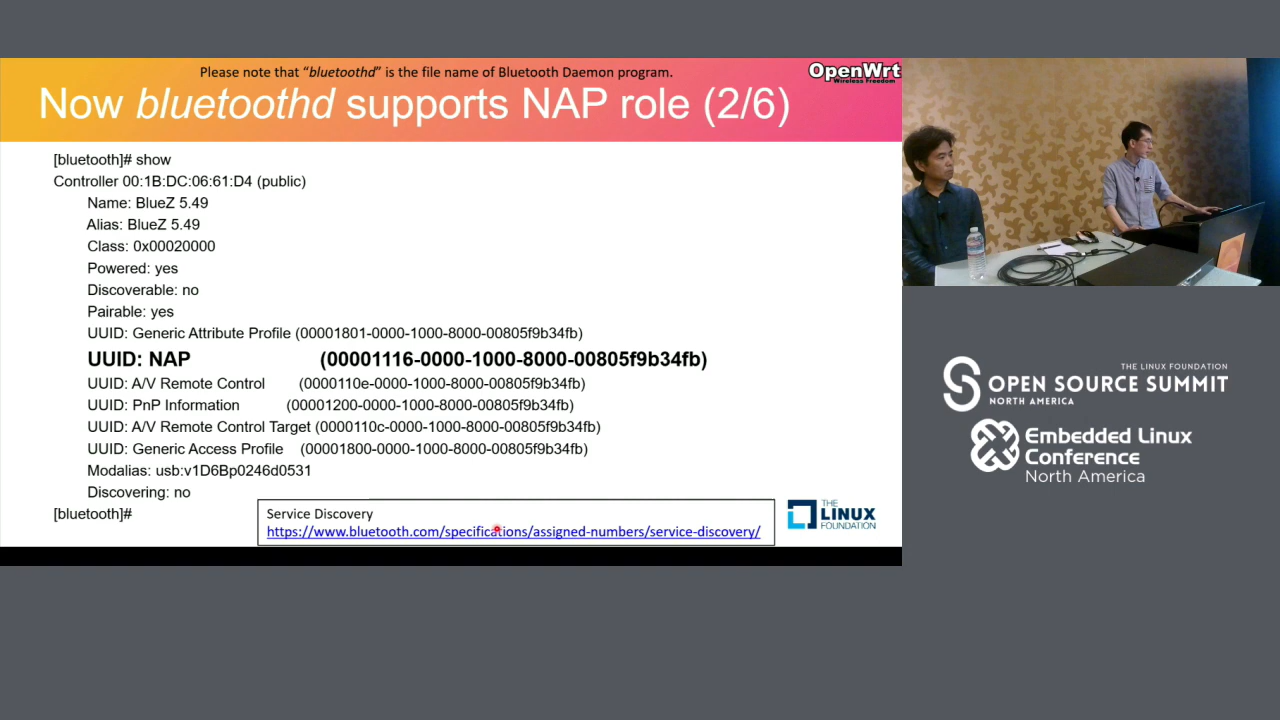 Please note that “bluetoothd” is the file name of Bluetooth Daemon program.
OpenWrt
Wireless Freedom
Now bluetoothd supports NAP role (2/6)
[bluetooth]# show
Controller 00:1B:DC:06:61:D4 (public)
Name: BlueZ 5.49
Alias: BlueZ 5.49
Class: 0x00020000
Powered: yes
Discoverable: no
Pairable: yes
UUID: Generic Attribute Profile (00001801-0000-1000-8000-00805f9b34fb)
UUID: NAP (00001116-0000-1000-8000-00805f9b34fb)
UUID: A/V Remote Control (0000110e-0000-1000-8000-00805f9b34fb)
UUID: PnP Information (00001200-0000-1000-8000-00805f9b34fb)
UUID: A/V Remote Control Target (0000110c-0000-1000-8000-00805f9b34fb)
UUID: Generic Access Profile (00001800-0000-1000-8000-00805f9b34fb)
Modalias: usb:v1D6Bp0246d0531
Discovering: no
[bluetooth]#
Service Discovery
https://www.bluetooth.com/specifications/assigned-numbers/service-discovery/
THE
LINUX
FOUNDATION
THE LINUX FOUNDATION
OPEN SOURCE SUMMIT
NORTH AMERICA
Embedded Linux
Conference
North America